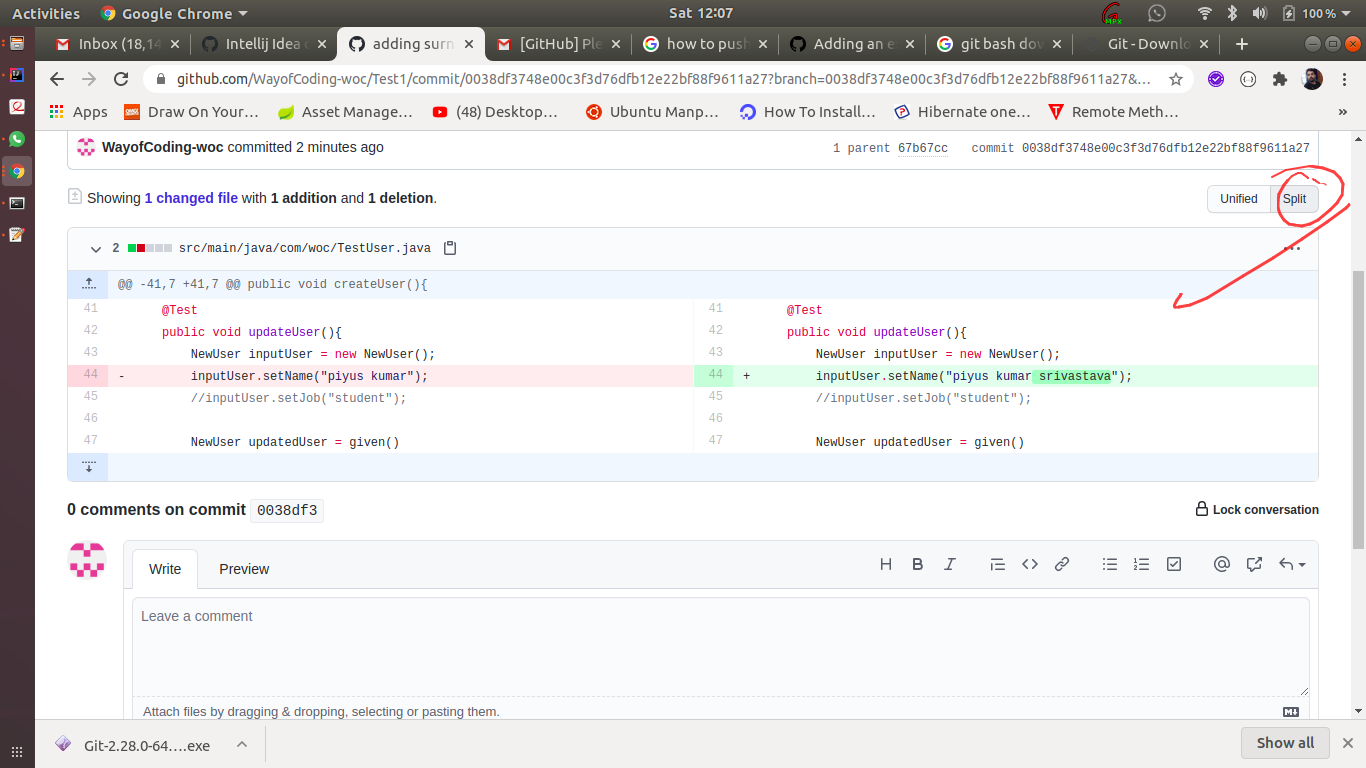 Activities Google Chrome Sat 12:07 MPX 100 %
Inbox (18,14 Intellij Idea c adding surn [GitHub] Ple how to push Adding an e git bash dov Git - Downlo
github.com/WayofCoding-woc/Test1/commit/0038df3748e00c3f3d76dfb12e22bf88f9611a27?branch=0038df3748e00c3f3d76dfb12e22bf88f9611a27&...
Apps Draw On Your... Asset Manage... (48) Desktop... Ubuntu Manp... How To Install... Hibernate one... Remote Meth... »
WayofCoding-woc committed 2 minutes ago 1 parent 67b67cc commit 0038df3748e00c3f3d76dfb12e22bf88f9611a27
Showing 1 changed file with 1 addition and 1 deletion. Unified Split
2 src/main/java/com/woc/TestUser.java ...
@@ -41,7 +41,7 @@ public void createUser(){
41 @Test 41 @Test
42 public void updateUser(){ 42 public void updateUser(){
43 NewUser inputUser = new NewUser(); 43 NewUser inputUser = new NewUser();
44 - inputUser.setName("piyus kumar"); 44 + inputUser.setName("piyus kumar srivastava");
45 //inputUser.setJob("student"); 45 //inputUser.setJob("student");
46 46
47 NewUser updatedUser = given() 47 NewUser updatedUser = given()
0 comments on commit 0038df3 Lock conversation
Write Preview H B I
Leave a comment
Attach files by dragging & dropping, selecting or pasting them.
Git-2.28.0-64....exe Show all